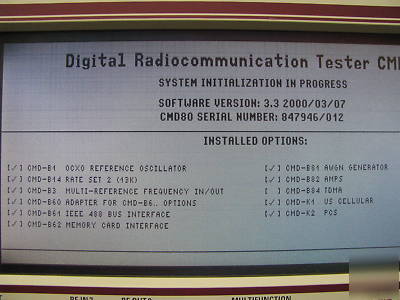 Digital Radiocommunication Tester CM
SYSTEM INITIALIZATION IN PROGRESS
SOFTWARE VERSION: 3.3 2000/03/07
CMD80 SERIAL NUMBER: 847946/012
INSTALLED OPTIONS:
[✓] CMD-B1 OCXO REFERENCE OSCILLATOR
[✓] CMD-B14 RATE SET 2 (13K)
[✓] CMD-B3 MULTI-REFERENCE FREQUENCY IN/OUT
[✓] CMD-B60 ADAPTER FOR CMD-B6.. OPTIONS
[✓] CMD-B61 IEEE 488 BUS INTERFACE
[✓] CMD-B62 MEMORY CARD INTERFACE
[✓] CMD-B81 AWGN GENERATOR
[✓] CMD-B82 AMPS
[ ] CMD-B84 TDMA
[✓] CMD-K1 US CELLULAR
[✓] CMD-K2 PCS
MULTIFUNCTION